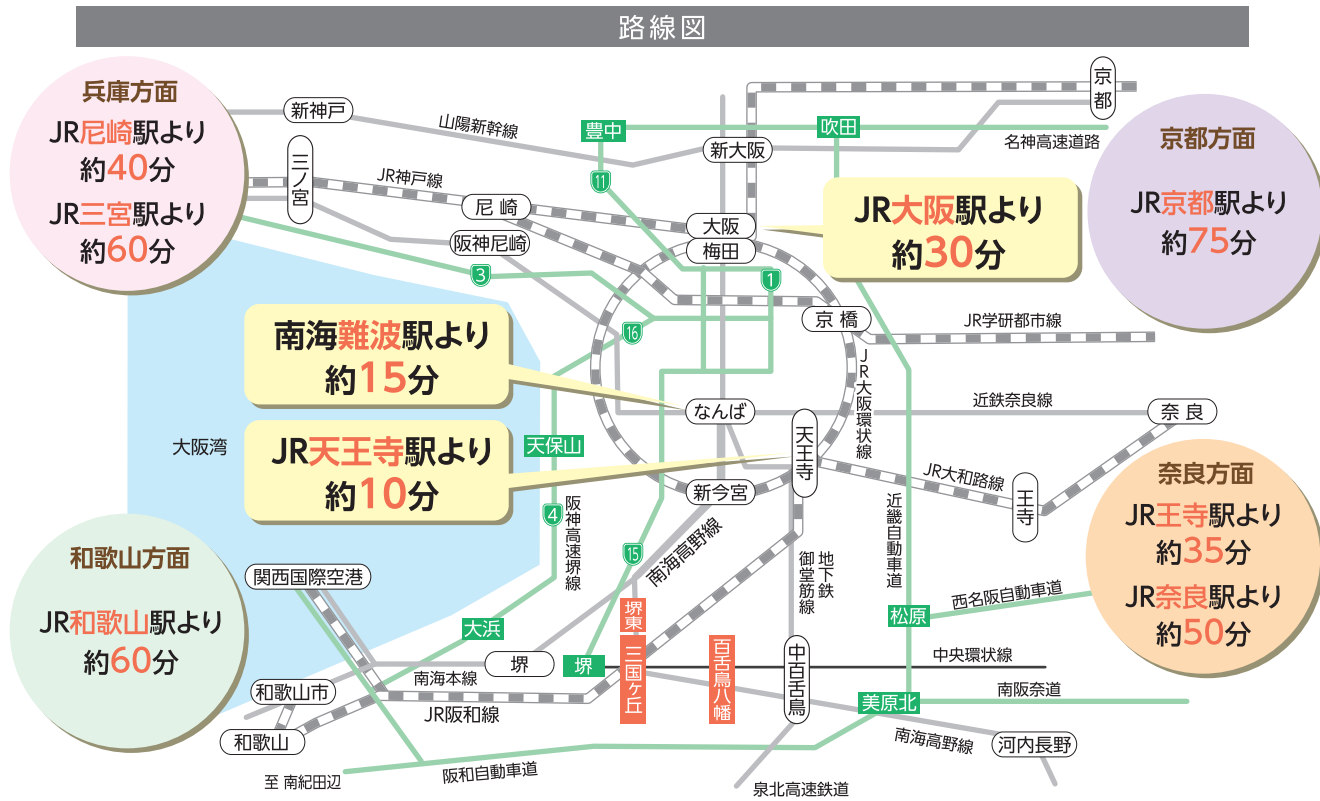 路線図
兵庫方面
JR尼崎駅より
約40分
JR三宮駅より
約60分
新神戸
山陽新幹線
三ノ宮
JR神戸線
尼崎
阪神尼崎
豊中
吹田
新大阪
京都
名神高速道路
11
大阪
梅田
JR大阪駅より
約30分
京都方面
JR京都駅より
約75分
3
1
16
京橋
JR学研都市線
JR大阪環状線
南海難波駅より
約15分
なんば
近鉄奈良線
奈良
大阪湾
天保山
JR天王寺駅より
約10分
天王寺
新今宮
JR大和路線
王寺
奈良方面
JR王寺駅より
約35分
JR奈良駅より
約50分
4
阪神高速堺線
15
南海高野線
地下鉄
御堂筋線
近畿自動車道
和歌山方面
JR和歌山駅より
約60分
関西国際空港
大浜
堺東
松原
西名阪自動車道
堺
堺
三国ヶ丘
百舌鳥八幡
中百舌鳥
中央環状線
南海本線
和歌山市
JR阪和線
美原北
南阪奈道
和歌山
南海高野線
河内長野
至 南紀田辺
阪和自動車道
泉北高速鉄道